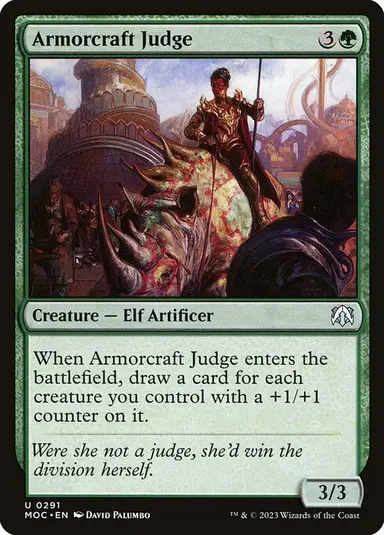 Armorcraft Judge 3
Creature — Elf Artificer
When Armorcraft Judge enters the
battlefield, draw a card for each
creature you control with a +1/+1
counter on it.
Were she not a judge, she'd win the
division herself.
3/3
U 0291
MOC • EN David Palumbo
™ & © 2023 Wizards of the Coast